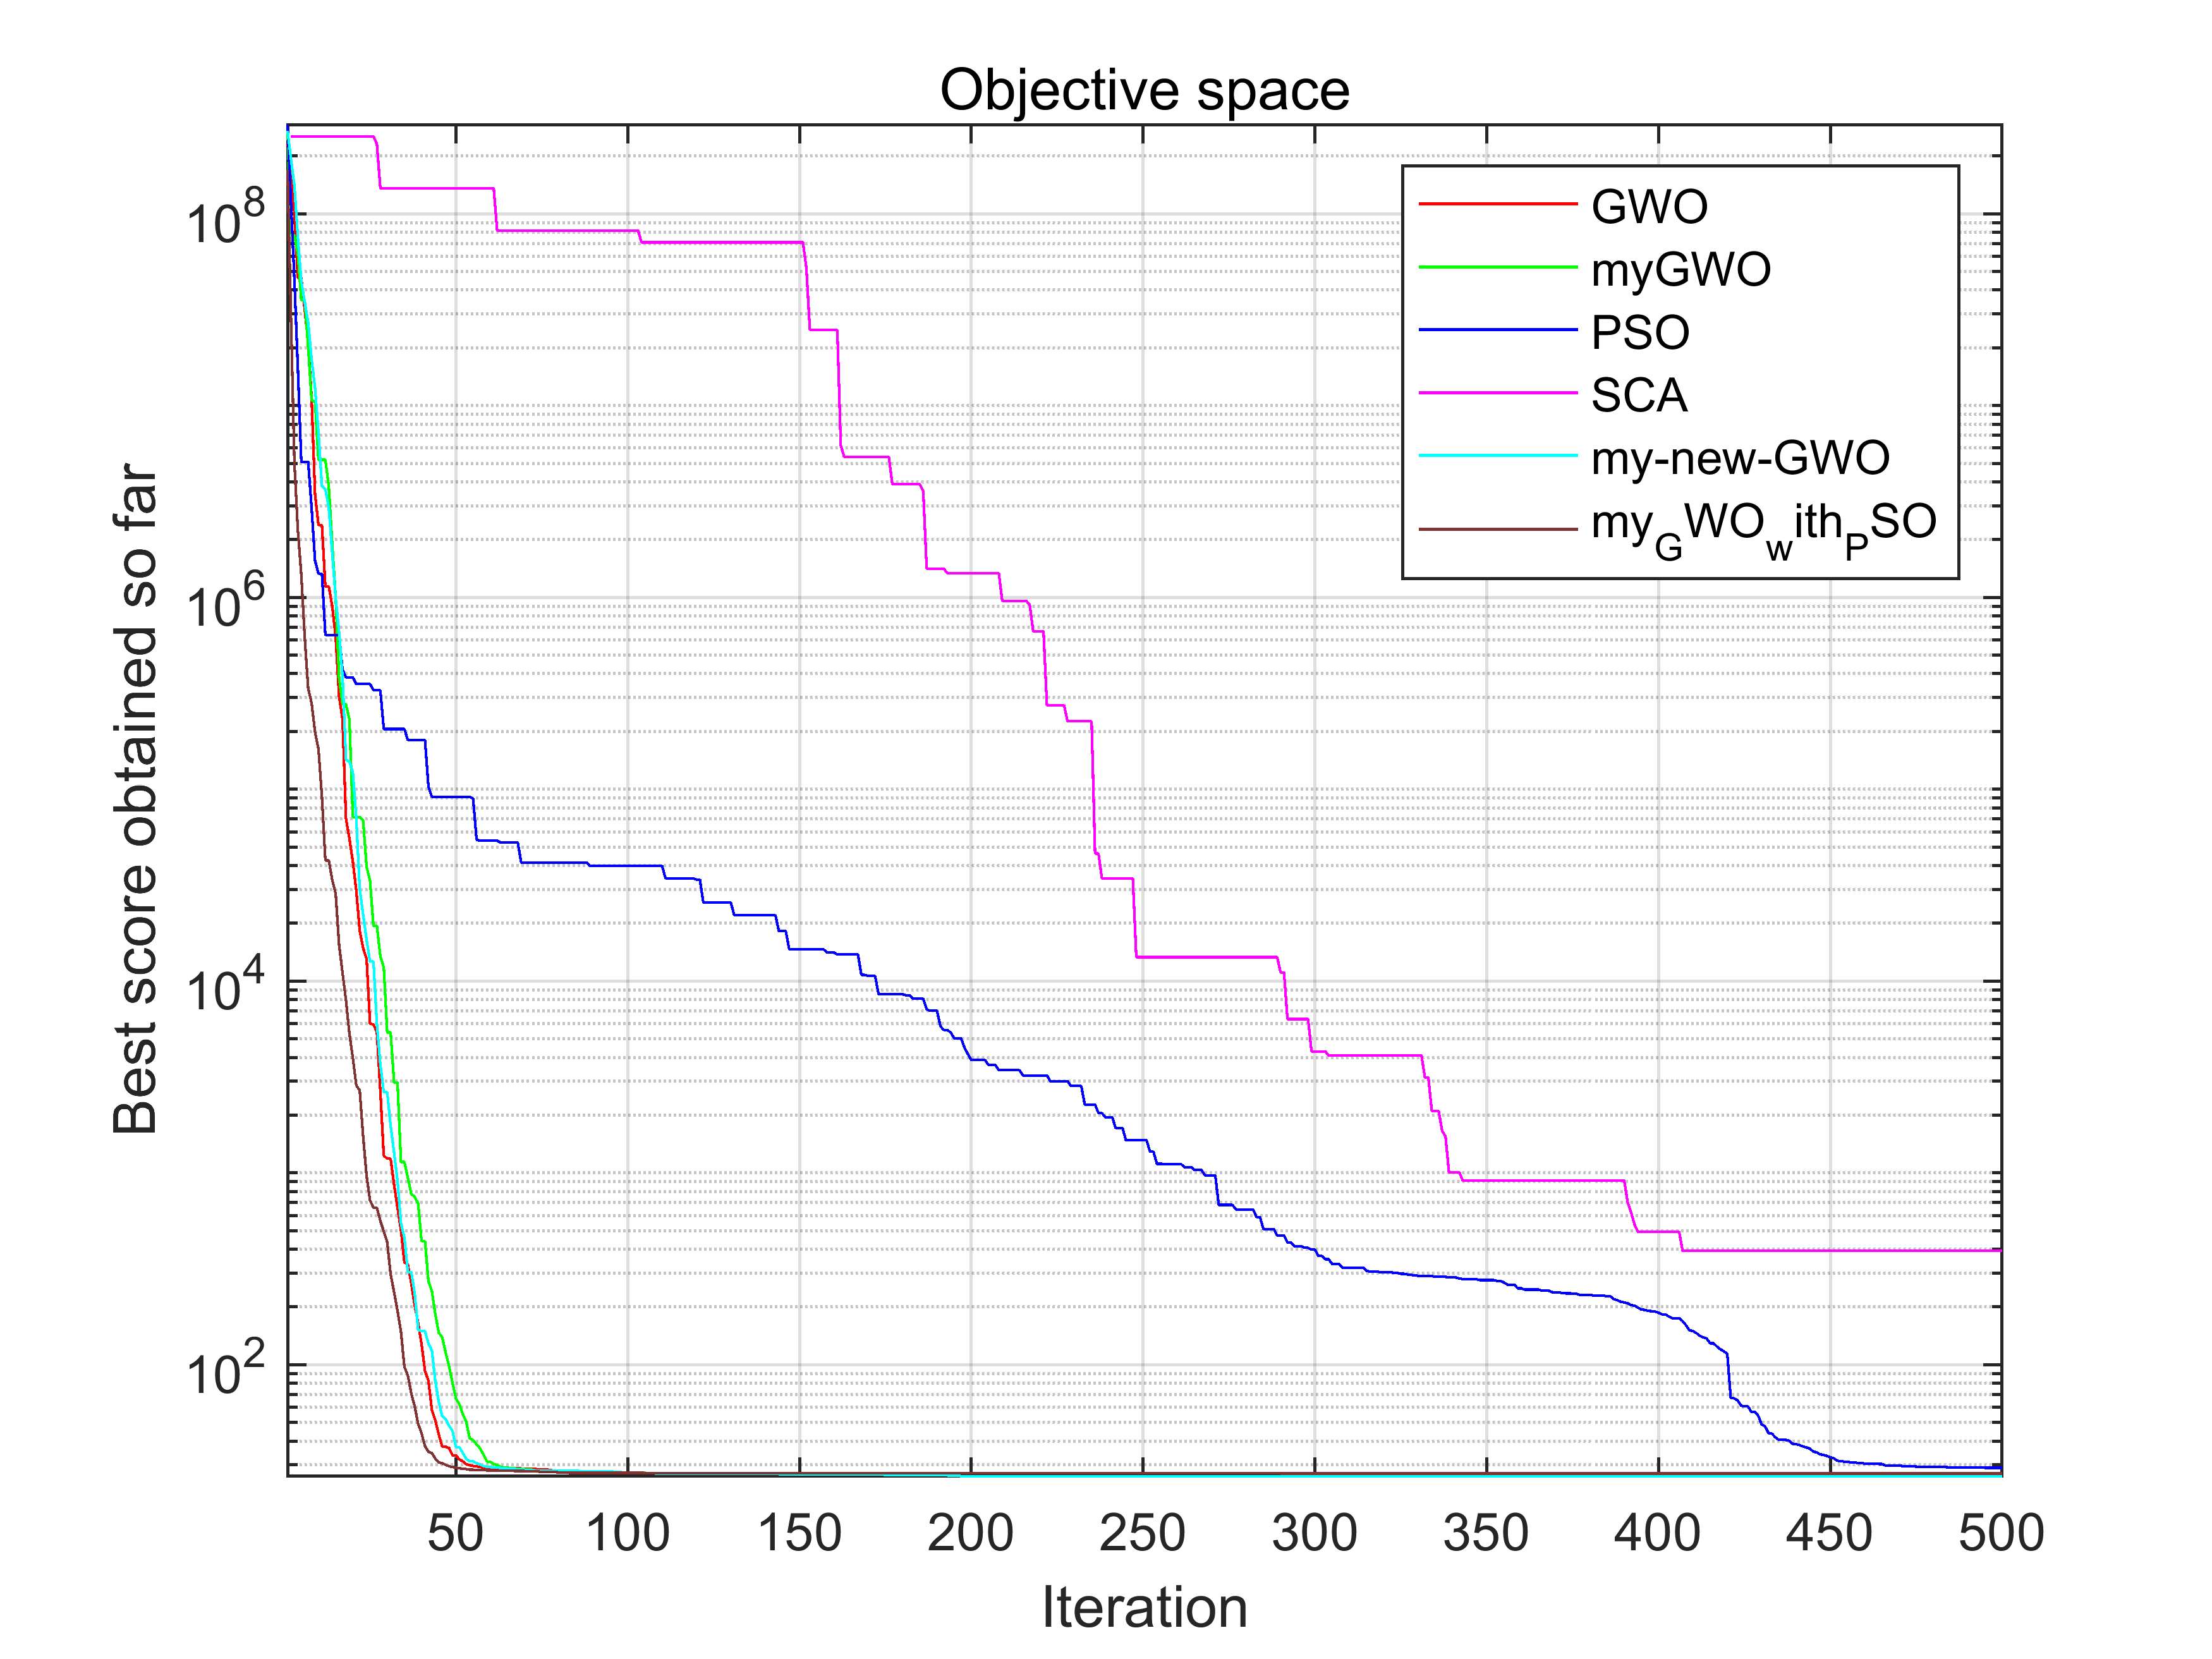 Objective space
Best score obtained so far
10^8
10^6
10^4
10^2
GWO
myGWO
PSO
SCA
my-new-GWO
my_GWO_with_PSO
50 100 150 200 250 300 350 400 450 500
Iteration